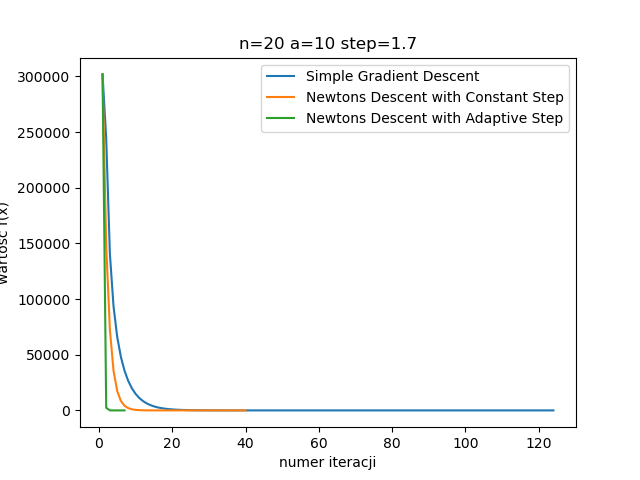 n=20 a=10 step=1.7
Simple Gradient Descent
Newtons Descent with Constant Step
Newtons Descent with Adaptive Step
300000
250000
200000
150000
100000
50000
0
wartość f(x)
0 20 40 60 80 100 120
numer iteracji